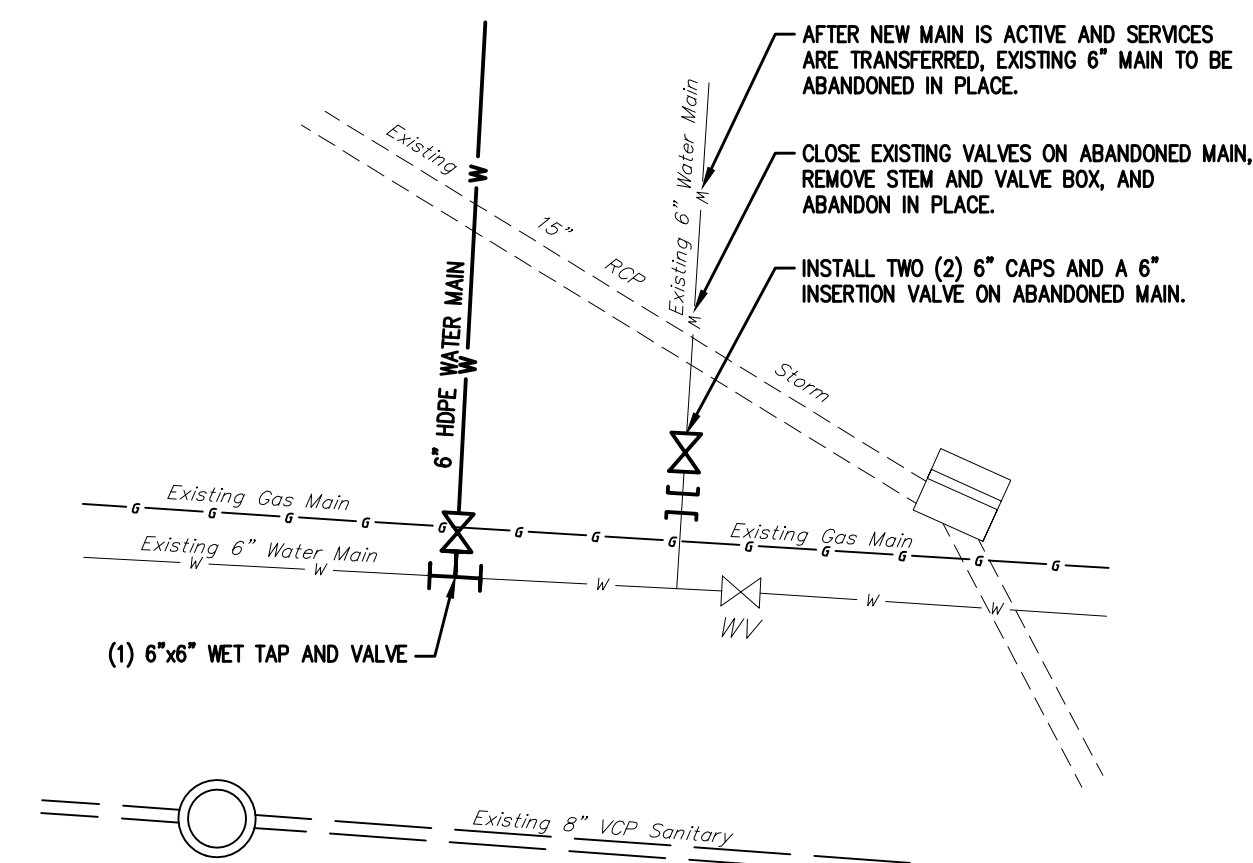 AFTER NEW MAIN IS ACTIVE AND SERVICES
ARE TRANSFERRED, EXISTING 6" MAIN TO BE
ABANDONED IN PLACE.
CLOSE EXISTING VALVES ON ABANDONED MAIN,
REMOVE STEM AND VALVE BOX, AND
ABANDON IN PLACE.
INSTALL TWO (2) 6" CAPS AND A 6"
INSERTION VALVE ON ABANDONED MAIN.
Existing 15" RCP Storm
W
6" HDPE WATER MAIN
W
Existing 6" Water Main
W
W
Existing Gas Main
G G G G G G G G G G G G G
Existing Gas Main
Existing 6" Water Main
W W W W W
WV
(1) 6"x6" WET TAP AND VALVE
Existing 8" VCP Sanitary